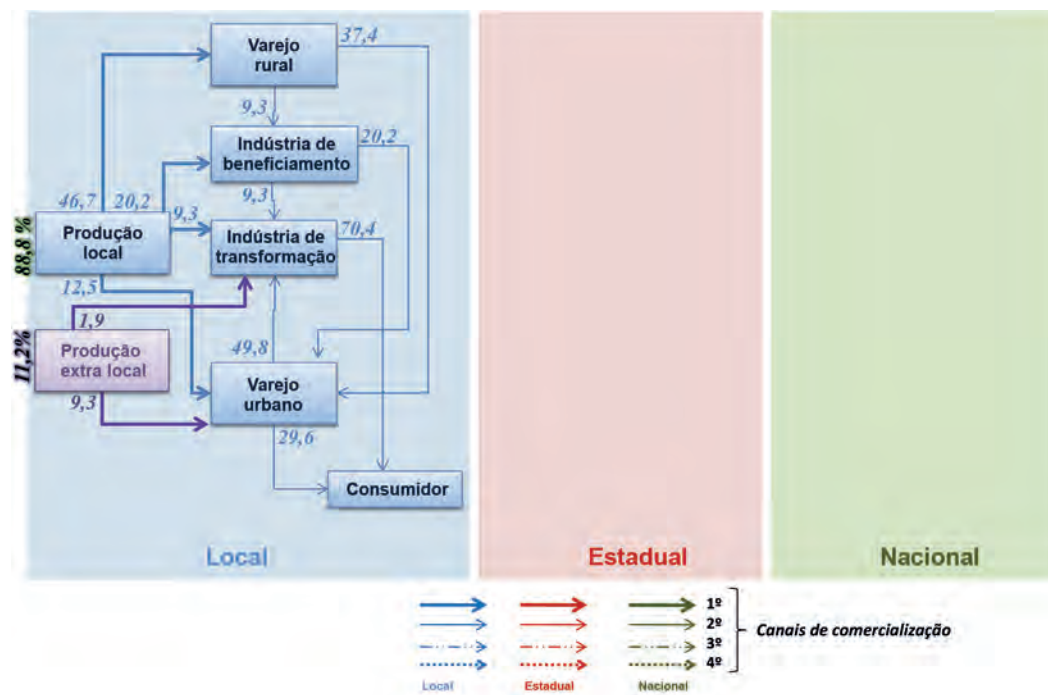 Varejo
rural
37,4
9,3
Indústria de
beneficiamento
20,2
9,3
46,7
20,2
9,3
88,8 %
Produção
local
Indústria de
transformação
70,4
12,5
1,9
11,2%
Produção
extra local
9,3
49,8
Varejo
urbano
29,6
Consumidor
Local
Estadual
Nacional
1º
2º
3º
4º
Canais de comercialização
Local
Estadual
Nacional